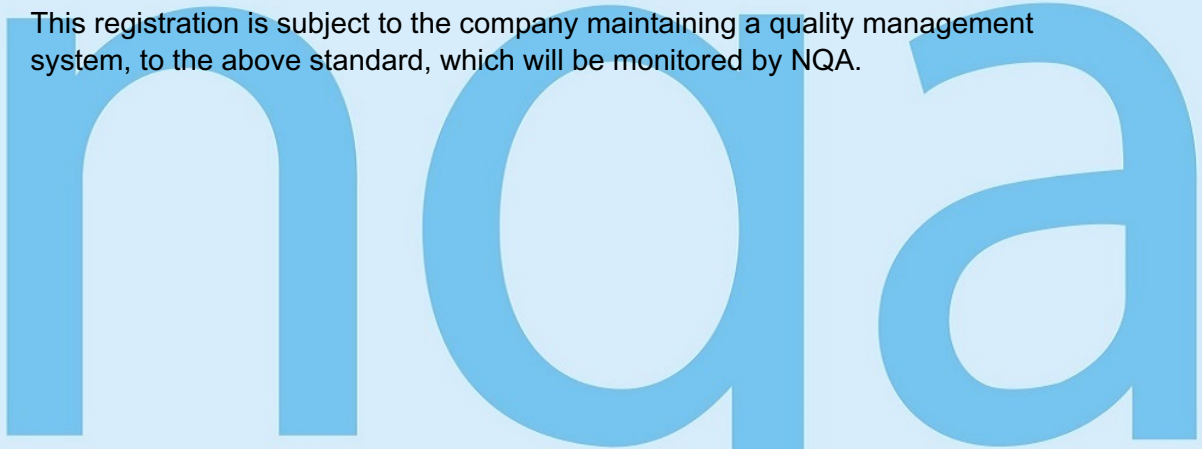 This registration is subject to the company maintaining a quality management
system, to the above standard, which will be monitored by NQA.
nqa